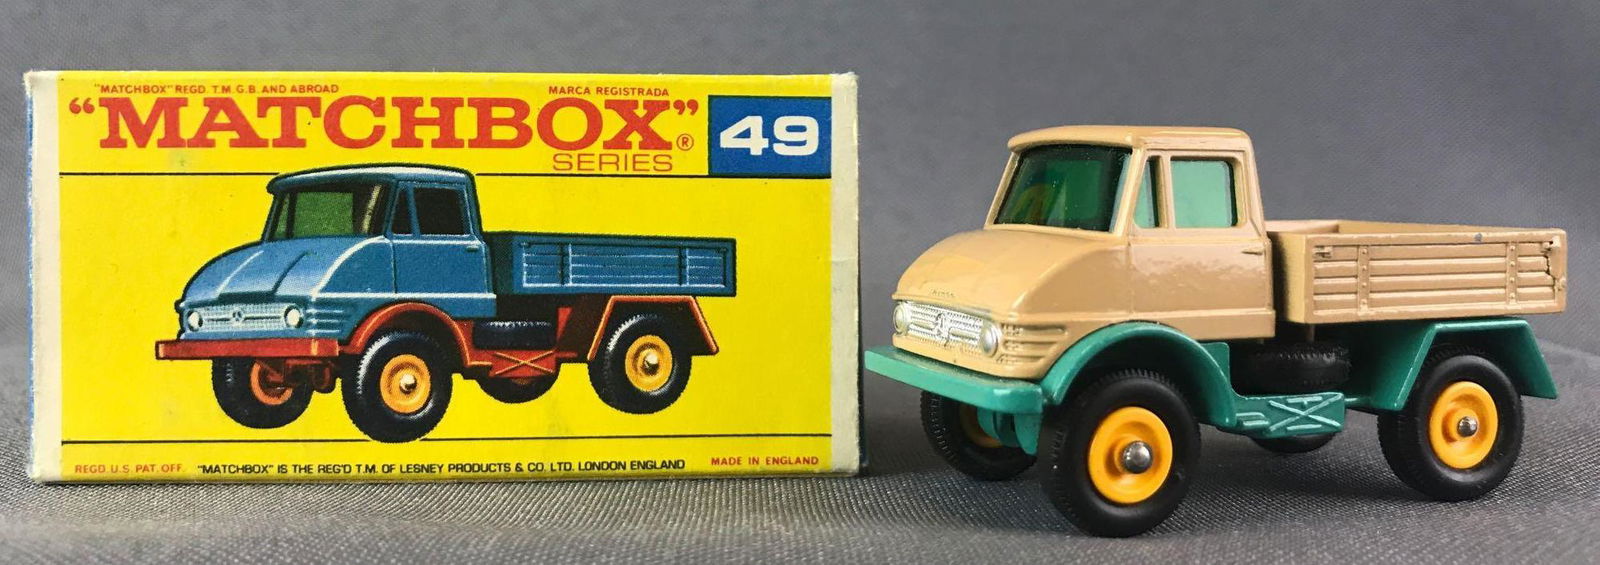 "MATCHBOX" REGD. T.M. G.B. AND ABROAD MARCA REGISTRADA
"MATCHBOX"® 49
SERIES
REGD. U.S. PAT. OFF. "MATCHBOX" IS THE REG'D T.M. OF LESNEY PRODUCTS & CO. LTD. LONDON ENGLAND MADE IN ENGLAND